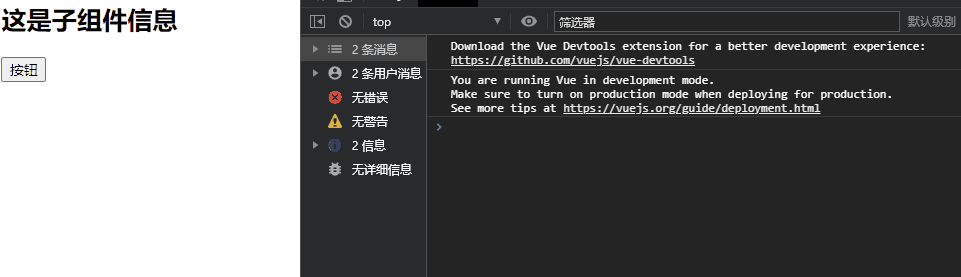 这是子组件信息
按钮
top
筛选器
默认级别
2 条消息
2 条用户消息
无错误
无警告
2 信息
无详细信息
Download the Vue Devtools extension for a better development experience:
https://github.com/vuejs/vue-devtools
You are running Vue in development mode.
Make sure to turn on production mode when deploying for production.
See more tips at https://vuejs.org/guide/deployment.html